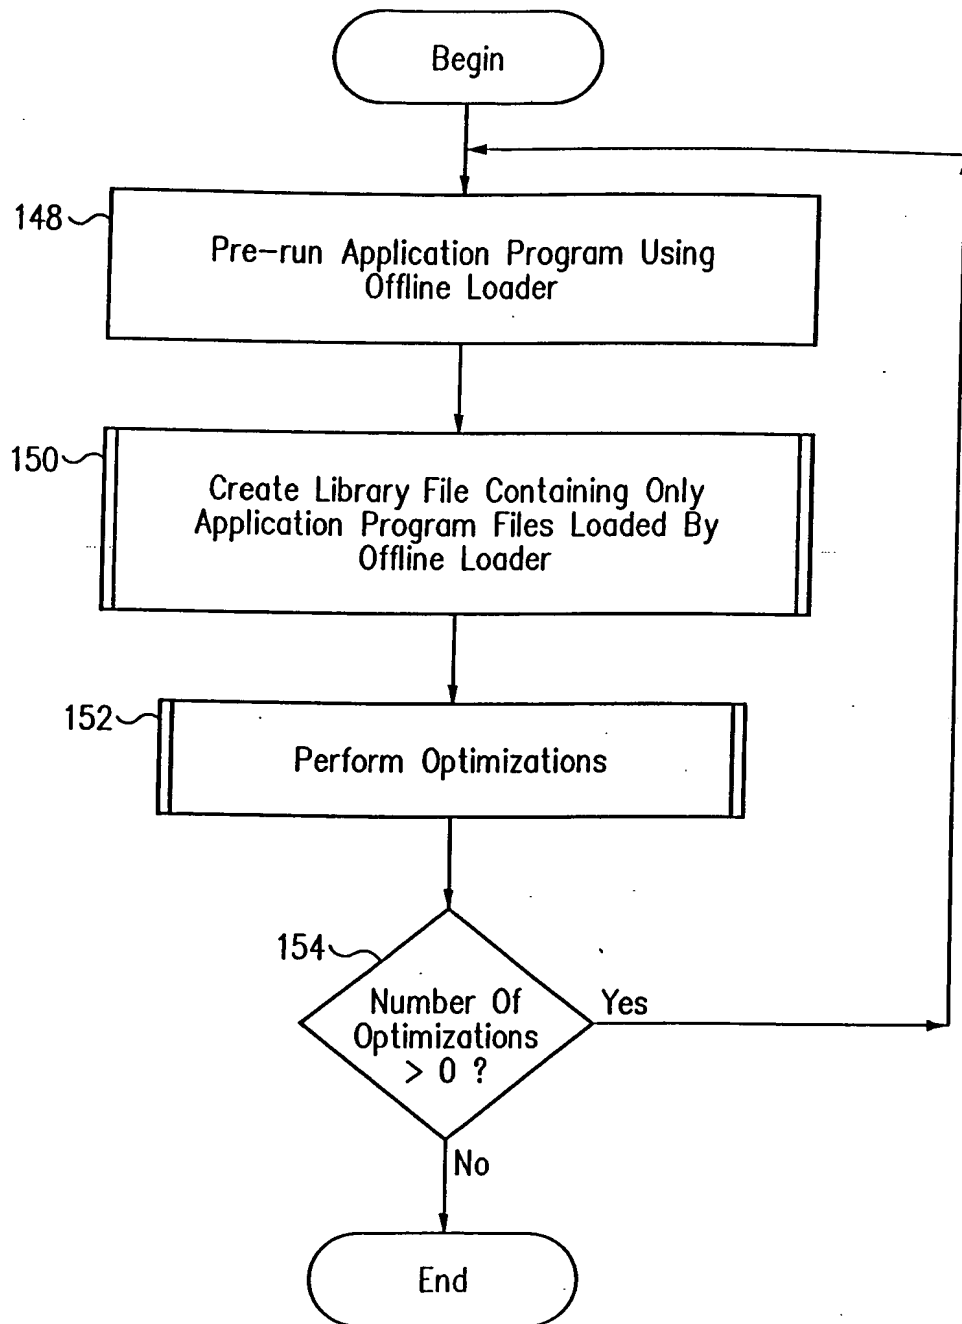 Begin
148
Pre-run Application Program Using
Offline Loader
150
Create Library File Containing Only
Application Program Files Loaded By
Offline Loader
152
Perform Optimizations
154
Number Of
Optimizations
> 0 ?
Yes
No
End